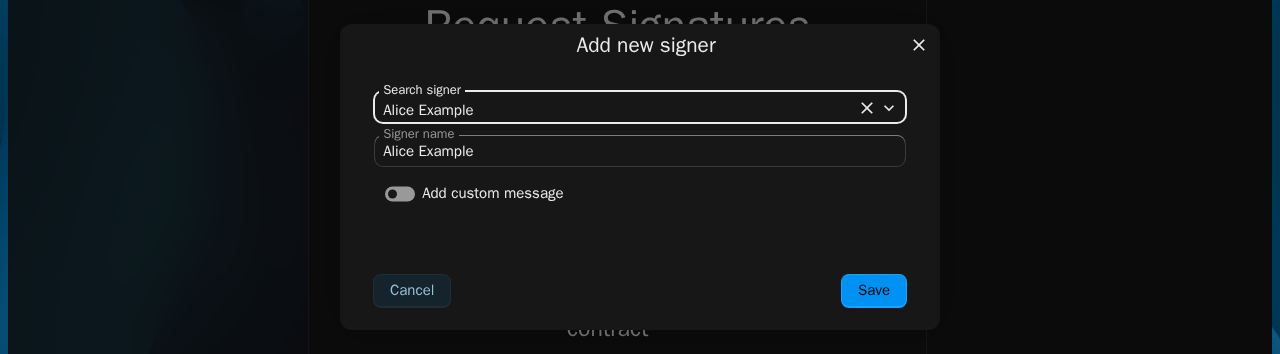 Request Signatures
Add new signer
Search signer
Alice Example
Signer name
Alice Example
Add custom message
Cancel
Save
contract